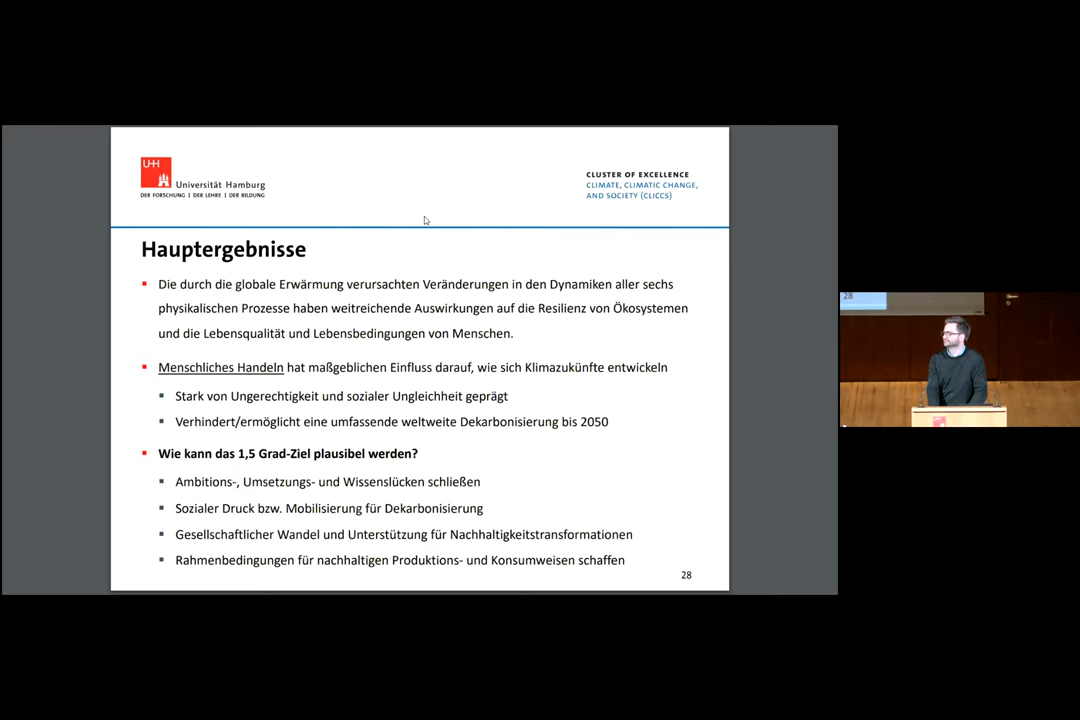 UH
Universität Hamburg
DER FORSCHUNG | DER LEHRE | DER BILDUNG
CLUSTER OF EXCELLENCE
CLIMATE, CLIMATIC CHANGE,
AND SOCIETY (CLICCS)
Hauptergebnisse
Die durch die globale Erwärmung verursachten Veränderungen in den Dynamiken aller sechs
physikalischen Prozesse haben weitreichende Auswirkungen auf die Resilienz von Ökosystemen
und die Lebensqualität und Lebensbedingungen von Menschen.
Menschliches Handeln hat maßgeblichen Einfluss darauf, wie sich Klimazukünfte entwickeln
Stark von Ungerechtigkeit und sozialer Ungleichheit geprägt
Verhindert/ermöglicht eine umfassende weltweite Dekarbonisierung bis 2050
Wie kann das 1,5 Grad-Ziel plausibel werden?
Ambitions-, Umsetzungs- und Wissenslücken schließen
Sozialer Druck bzw. Mobilisierung für Dekarbonisierung
Gesellschaftlicher Wandel und Unterstützung für Nachhaltigkeitstransformationen
Rahmenbedingungen für nachhaltigen Produktions- und Konsumweisen schaffen
28
28